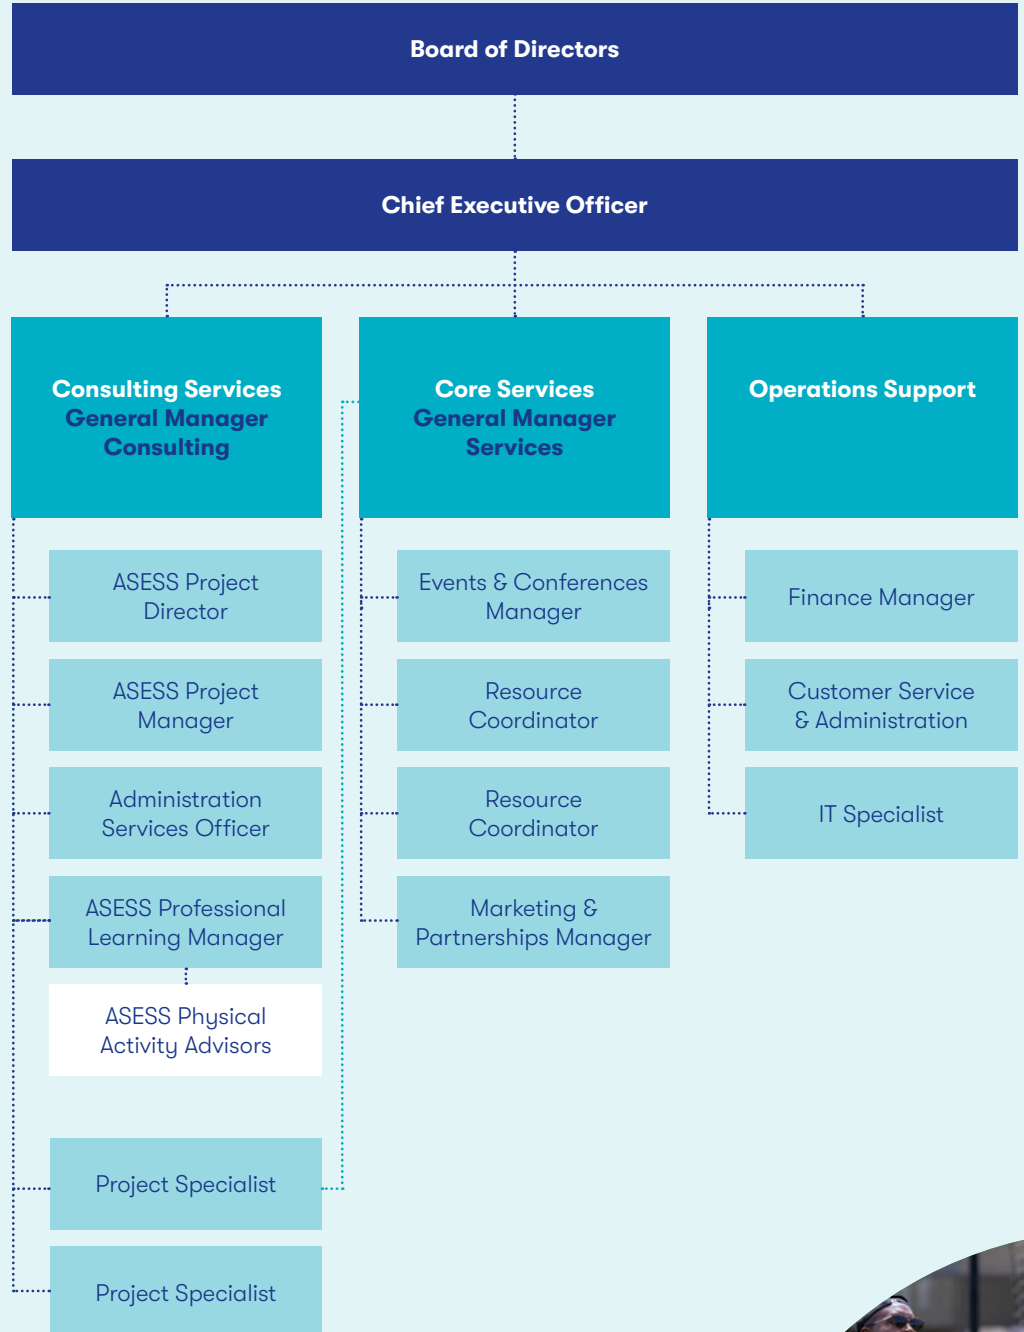 Board of Directors
Chief Executive Officer
Consulting Services
General Manager
Consulting
Core Services
General Manager
Services
Operations Support
ASESS Project
Director
ASESS Project
Manager
Administration
Services Officer
ASESS Professional
Learning Manager
ASESS Physical
Activity Advisors
Project Specialist
Project Specialist
Events & Conferences
Manager
Resource
Coordinator
Resource
Coordinator
Marketing &
Partnerships Manager
Finance Manager
Customer Service
& Administration
IT Specialist